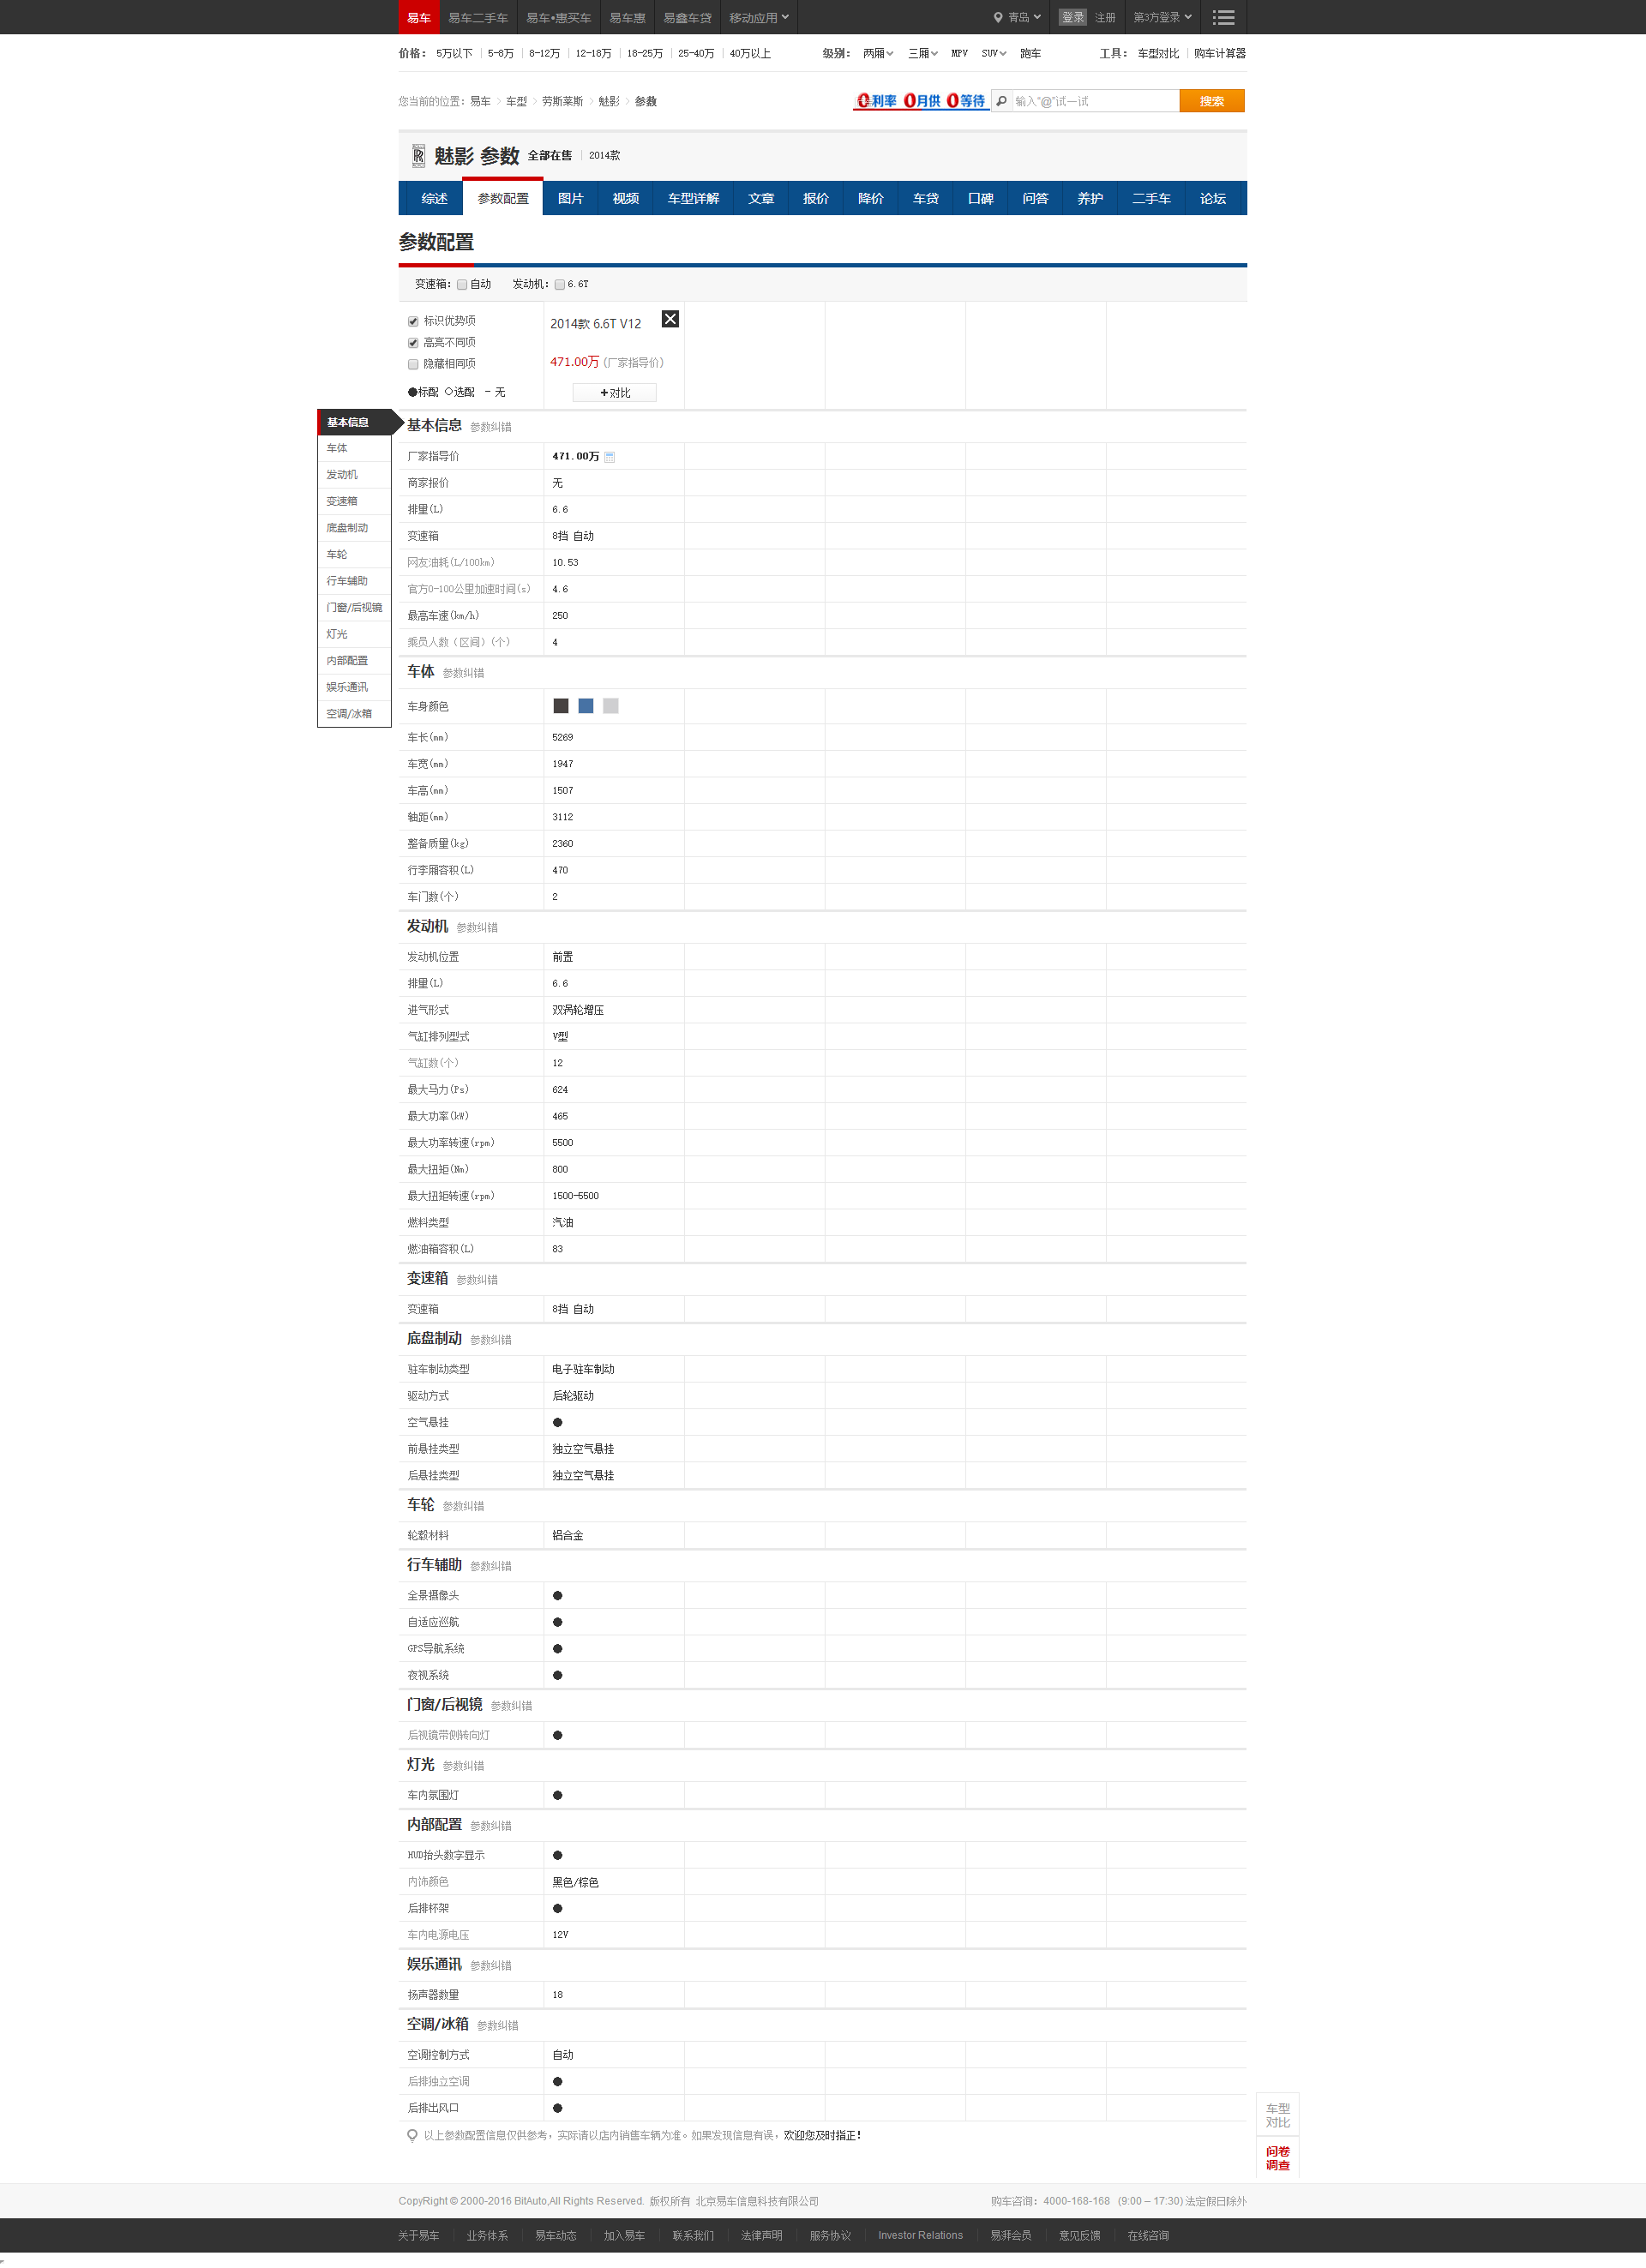 易车 易车二手车 易车•惠买车 易车惠 易鑫车贷 移动应用 青岛 登录 注册 第3方登录
价格： 5万以下 5-8万 8-12万 12-18万 18-25万 25-40万 40万以上 级别： 两厢 三厢 MPV SUV 跑车 工具： 车型对比 购车计算器
您当前的位置：易车 > 车型 > 劳斯莱斯 > 魅影 > 参数 0利率 0月供 0等待 输入"@"试一试 搜索
魅影 参数 全部在售 2014款
综述 参数配置 图片 视频 车型详解 文章 报价 降价 车贷 口碑 问答 养护 二手车 论坛
参数配置
变速箱： 自动 发动机： 6.6T
标识优势项
高亮不同项
隐藏相同项
●标配 ○选配 - 无
2014款 6.6T V12
471.00万 (厂家指导价)
+对比
基本信息
车体
发动机
变速箱
底盘制动
车轮
行车辅助
门窗/后视镜
灯光
内部配置
娱乐通讯
空调/冰箱
基本信息 参数纠错
厂家指导价 471.00万
商家报价 无
排量(L) 6.6
变速箱 8挡 自动
网友油耗(L/100km) 10.53
官方0-100公里加速时间(s) 4.6
最高车速(km/h) 250
乘员人数（区间）(个) 4
车体 参数纠错
车身颜色
车长(mm) 5269
车宽(mm) 1947
车高(mm) 1507
轴距(mm) 3112
整备质量(kg) 2360
行李厢容积(L) 470
车门数(个) 2
发动机 参数纠错
发动机位置 前置
排量(L) 6.6
进气形式 双涡轮增压
气缸排列型式 V型
气缸数(个) 12
最大马力(Ps) 624
最大功率(kW) 465
最大功率转速(rpm) 5500
最大扭矩(Nm) 800
最大扭矩转速(rpm) 1500-5500
燃料类型 汽油
燃油箱容积(L) 83
变速箱 参数纠错
变速箱 8挡 自动
底盘制动 参数纠错
驻车制动类型 电子驻车制动
驱动方式 后轮驱动
空气悬挂 ●
前悬挂类型 独立空气悬挂
后悬挂类型 独立空气悬挂
车轮 参数纠错
轮毂材料 铝合金
行车辅助 参数纠错
全景摄像头 ●
自适应巡航 ●
GPS导航系统 ●
夜视系统 ●
门窗/后视镜 参数纠错
后视镜带侧转向灯 ●
灯光 参数纠错
车内氛围灯 ●
内部配置 参数纠错
HUD抬头数字显示 ●
内饰颜色 黑色/棕色
后排杯架 ●
车内电源电压 12V
娱乐通讯 参数纠错
扬声器数量 18
空调/冰箱 参数纠错
空调控制方式 自动
后排独立空调 ●
后排出风口 ●
以上参数配置信息仅供参考，实际请以店内销售车辆为准。如果发现信息有误，欢迎您及时指正！
车型
对比
问卷
调查
CopyRight © 2000-2016 BitAuto,All Rights Reserved. 版权所有 北京易车信息科技有限公司 购车咨询：4000-168-168 (9:00 – 17:30) 法定假日除外
关于易车 业务体系 易车动态 加入易车 联系我们 法律声明 服务协议 Investor Relations 易湃会员 意见反馈 在线咨询